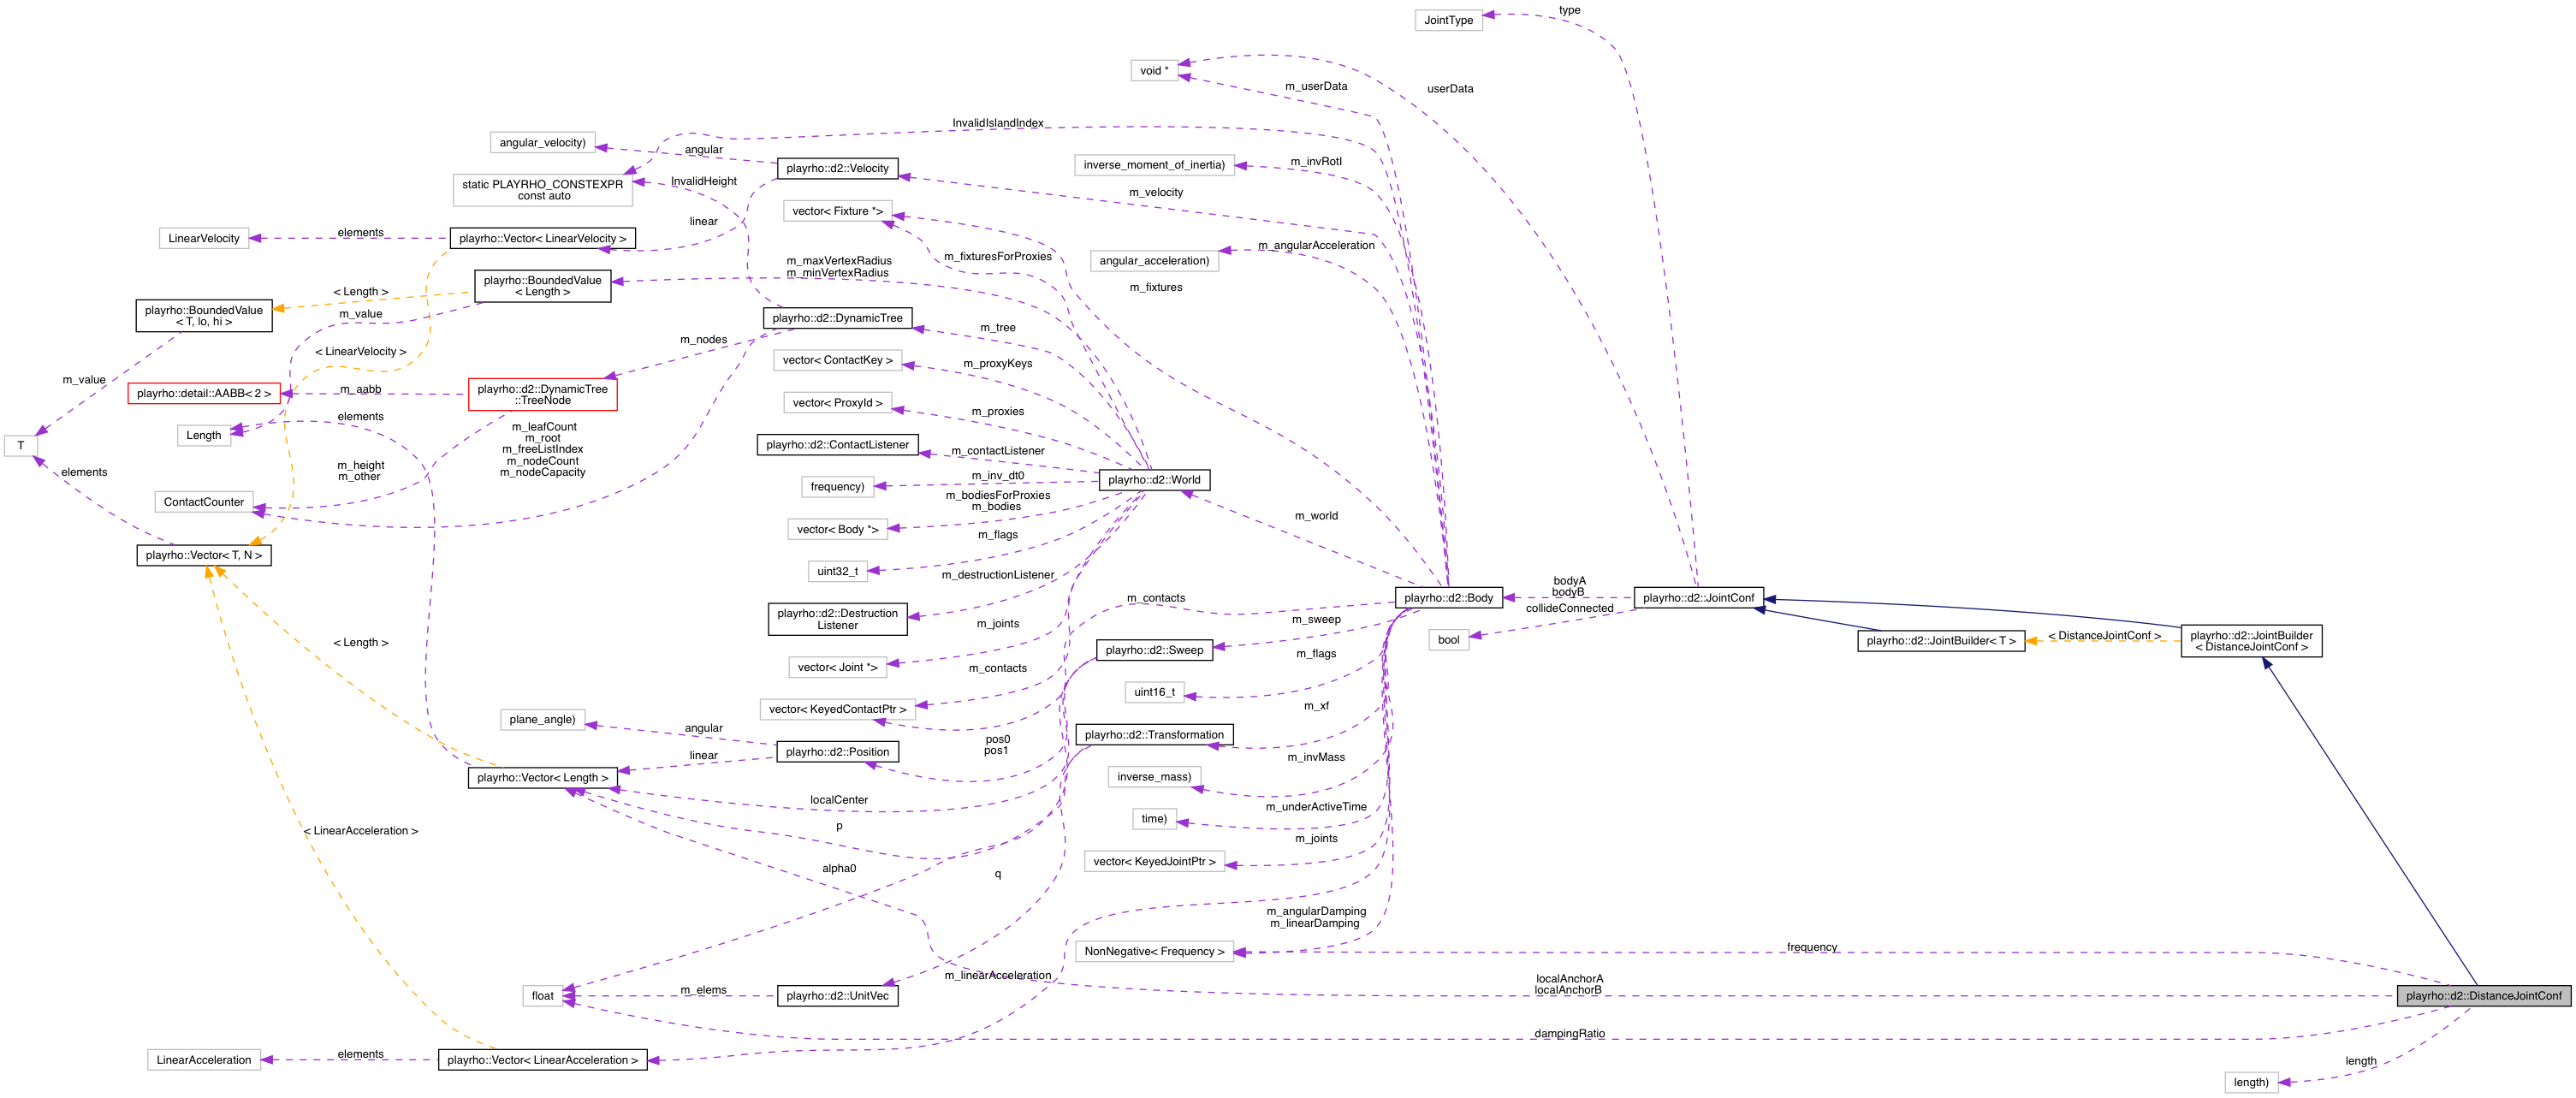 JointType
type
void *
userData
m_userData
InvalidIslandIndex
angular_velocity)
angular
playrho::d2::Velocity
inverse_moment_of_inertia)
m_invRotI
static PLAYRHO_CONSTEXPR
const auto
InvalidHeight
m_velocity
vector< Fixture *>
linear
LinearVelocity
elements
playrho::Vector< LinearVelocity >
m_angularAcceleration
angular_acceleration)
m_fixturesForProxies
m_maxVertexRadius
m_minVertexRadius
playrho::BoundedValue
< Length >
m_fixtures
< Length >
playrho::BoundedValue
< T, lo, hi >
m_value
playrho::d2::DynamicTree
m_tree
m_nodes
< LinearVelocity >
vector< ContactKey >
m_proxyKeys
m_value
playrho::detail::AABB< 2 >
m_aabb
playrho::d2::DynamicTree
::TreeNode
vector< ProxyId >
m_proxies
elements
Length
T
m_leafCount
m_root
m_freeListIndex
m_nodeCount
m_nodeCapacity
playrho::d2::ContactListener
m_contactListener
elements
m_height
m_other
m_inv_dt0
playrho::d2::World
frequency)
ContactCounter
m_bodiesForProxies
m_bodies
vector< Body *>
m_world
m_flags
playrho::Vector< T, N >
uint32_t
m_destructionListener
bodyA
bodyB
playrho::d2::Body
playrho::d2::JointConf
m_contacts
collideConnected
playrho::d2::Destruction
Listener
m_joints
m_sweep
bool
playrho::d2::JointBuilder< T >
< DistanceJointConf >
playrho::d2::JointBuilder
< DistanceJointConf >
< Length >
playrho::d2::Sweep
m_flags
vector< Joint *>
m_contacts
uint16_t
vector< KeyedContactPtr >
m_xf
plane_angle)
angular
playrho::d2::Transformation
pos0
pos1
playrho::d2::Position
linear
m_invMass
playrho::Vector< Length >
inverse_mass)
localCenter
m_underActiveTime
time)
p
< LinearAcceleration >
m_joints
vector< KeyedJointPtr >
alpha0
q
m_angularDamping
m_linearDamping
NonNegative< Frequency >
frequency
m_linearAcceleration
localAnchorA
localAnchorB
float
m_elems
playrho::d2::UnitVec
playrho::d2::DistanceJointConf
dampingRatio
LinearAcceleration
elements
playrho::Vector< LinearAcceleration >
length
length)